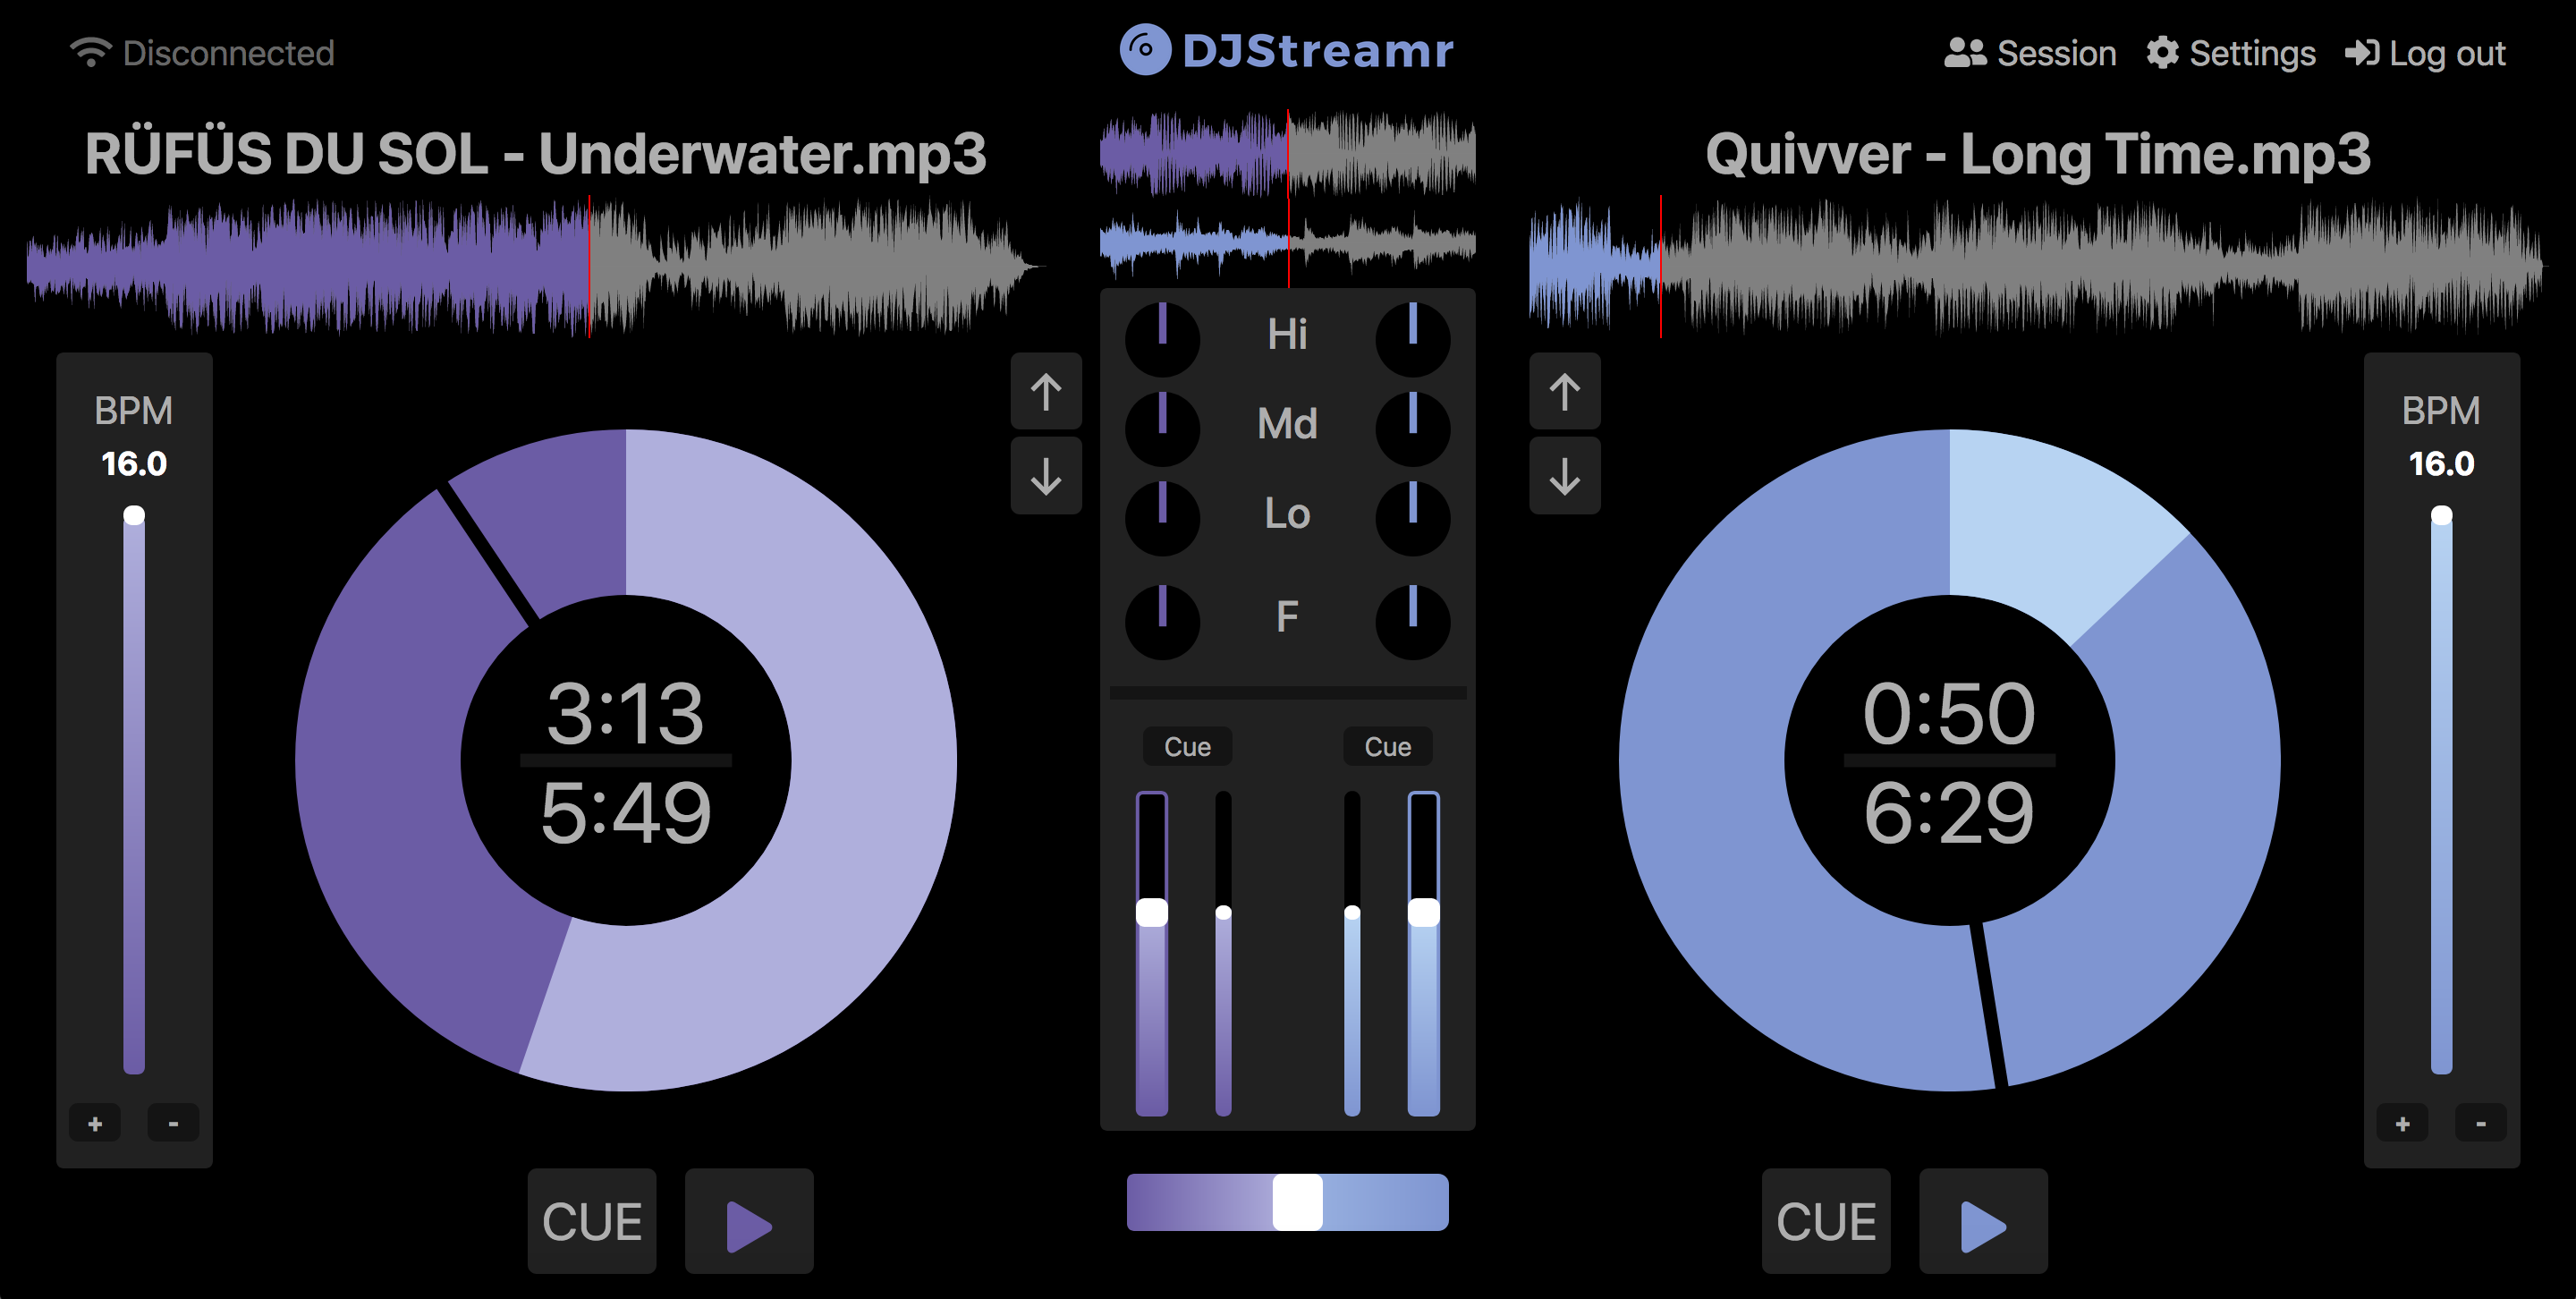 Disconnected
DJStreamr
Session Settings Log out
RÜFÜS DU SOL - Underwater.mp3
Quivver - Long Time.mp3
BPM
16.0
+ -
3:13
5:49
CUE
Hi
Md
Lo
F
Cue Cue
0:50
6:29
CUE
BPM
16.0
+ -